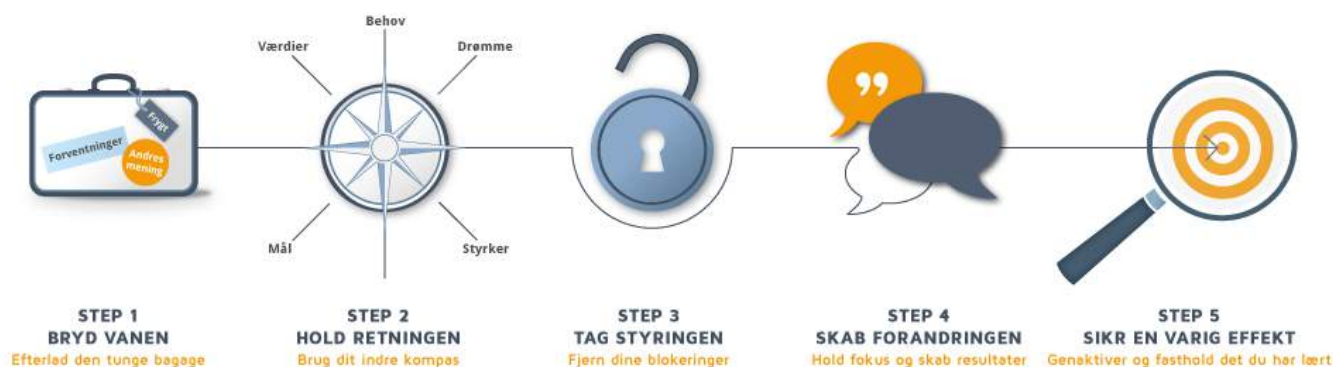 Behov
Værdier
Drømme
Frygt
Forventninger
Andres
mening
Mål
Styrker
STEP 1
BRYD VANEN
Efterlad den tunge bagage
STEP 2
HOLD RETNINGEN
Brug dit indre kompas
STEP 3
TAG STYRINGEN
Fjern dine blokeringer
STEP 4
SKAB FORANDRINGEN
Hold fokus og skab resultater
STEP 5
SIKR EN VARIG EFFEKT
Genaktiver og fasthold det du har lært